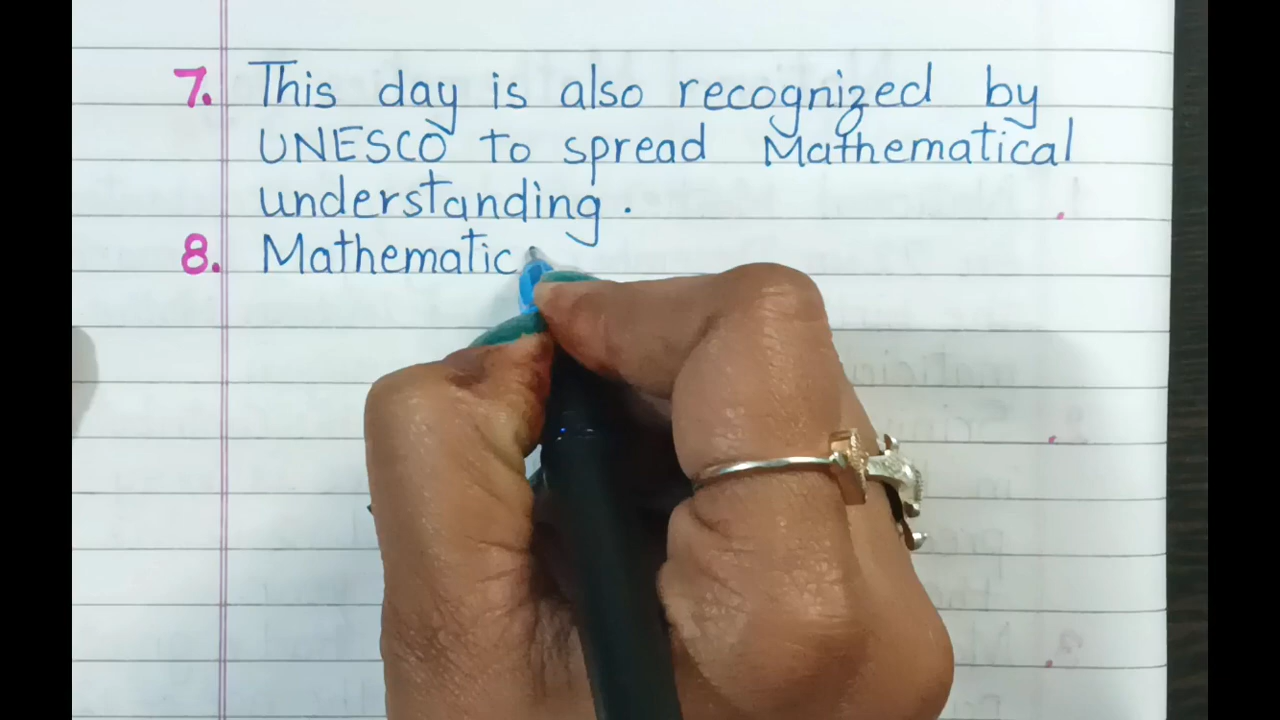 7. This day is also recognized by
UNESCO to spread Mathematical
understanding.
8. Mathematic